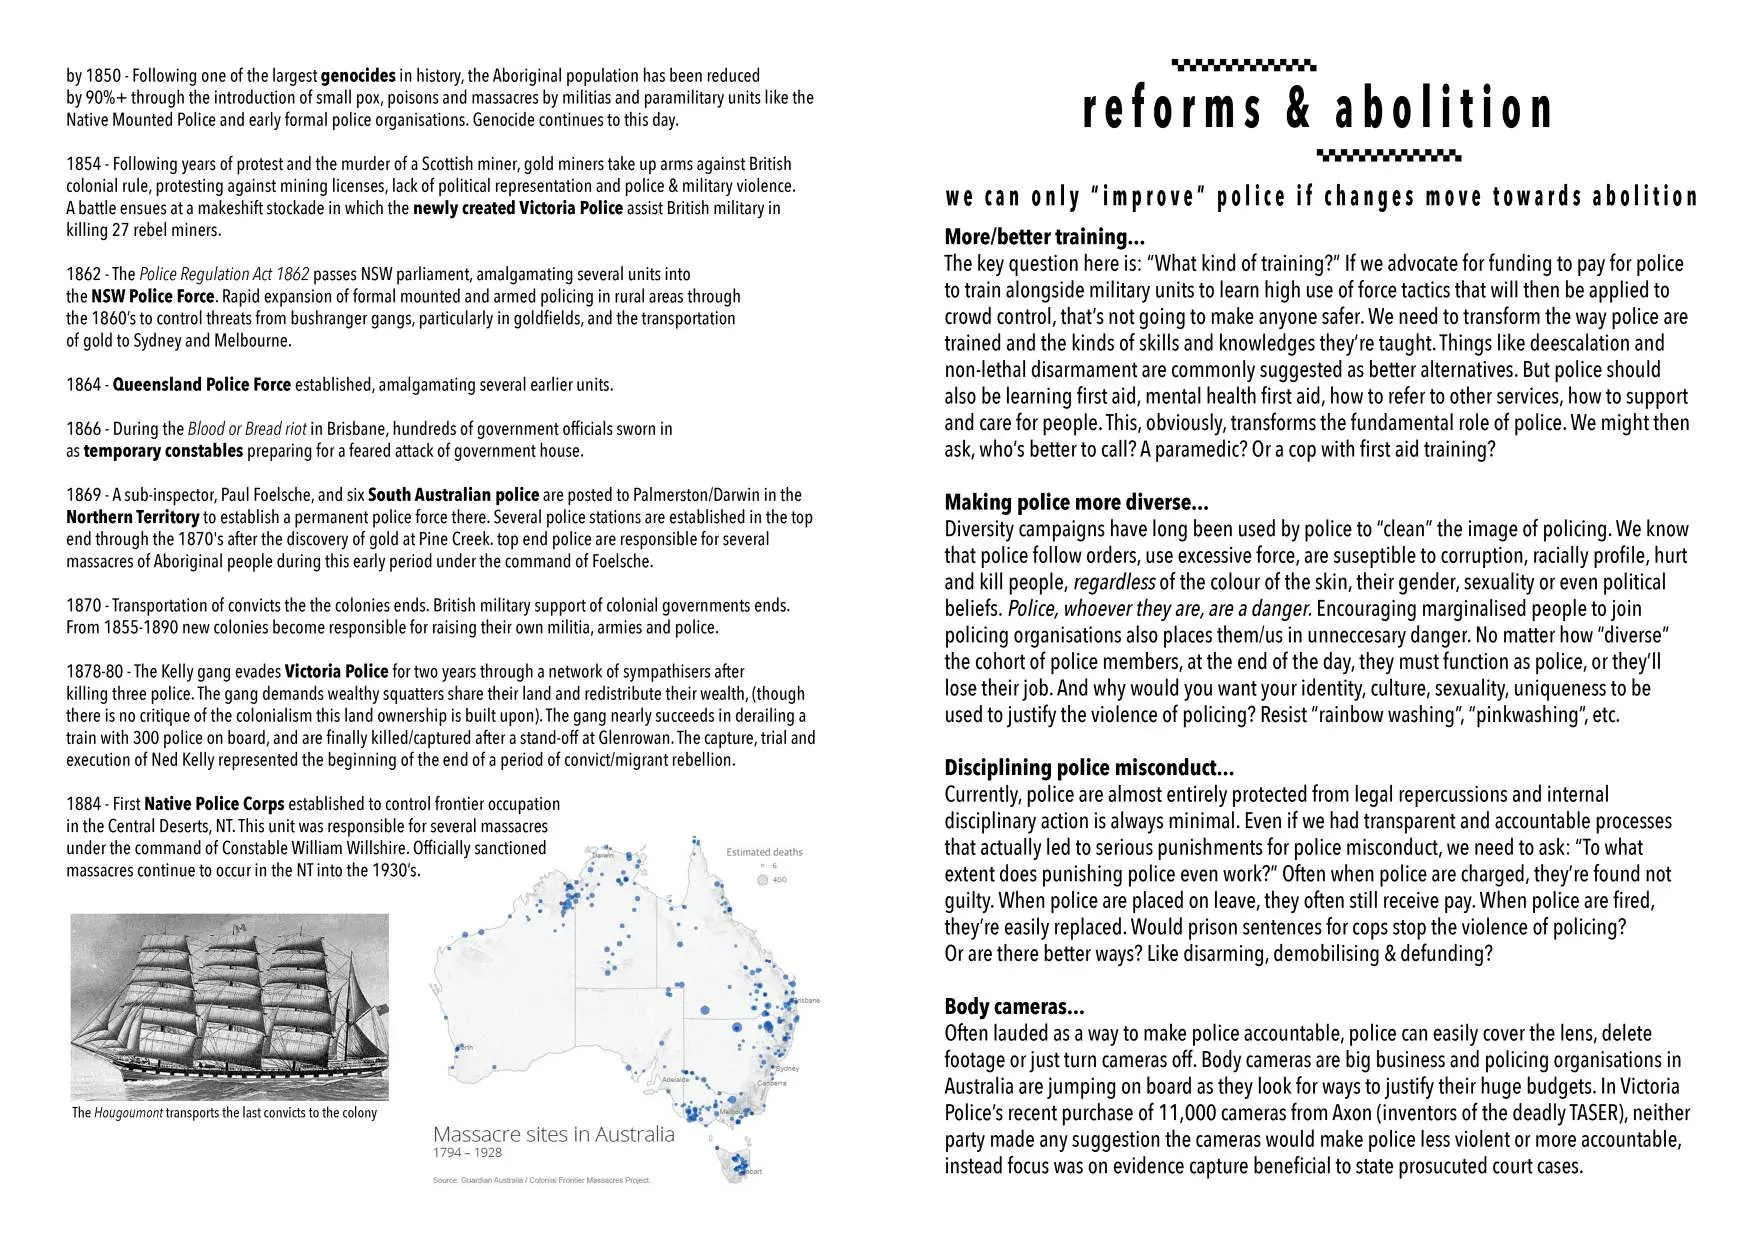 by 1850 - Following one of the largest genocides in history, the Aboriginal population has been reduced
by 90%+ through the introduction of small pox, poisons and massacres by militias and paramilitary units like the
Native Mounted Police and early formal police organisations. Genocide continues to this day.
1854 - Following years of protest and the murder of a Scottish miner, gold miners take up arms against British
colonial rule, protesting against mining licenses, lack of political representation and police & military violence.
A battle ensues at a makeshift stockade in which the newly created Victoria Police assist British military in
killing 27 rebel miners.
1862 - The Police Regulation Act 1862 passes NSW parliament, amalgamating several units into
the NSW Police Force. Rapid expansion of formal mounted and armed policing in rural areas through
the 1860's to control threats from bushranger gangs, particularly in goldfields, and the transportation
of gold to Sydney and Melbourne.
1864 - Queensland Police Force established, amalgamating several earlier units.
1866 - During the Blood or Bread riot in Brisbane, hundreds of government officials sworn in
as temporary constables preparing for a feared attack of government house.
1869 - A sub-inspector, Paul Foelsche, and six South Australian police are posted to Palmerston/Darwin in the
Northern Territory to establish a permanent police force there. Several police stations are established in the top
end through the 1870's after the discovery of gold at Pine Creek. top end police are responsible for several
massacres of Aboriginal people during this early period under the command of Foelsche.
1870 - Transportation of convicts the the colonies ends. British military support of colonial governments ends.
From 1855-1890 new colonies become responsible for raising their own militia, armies and police.
1878-80 - The Kelly gang evades Victoria Police for two years through a network of sympathisers after
killing three police. The gang demands wealthy squatters share their land and redistribute their wealth, (though
there is no critique of the colonialism this land ownership is built upon). The gang nearly succeeds in derailing a
train with 300 police on board, and are finally killed/captured after a stand-off at Glenrowan. The capture, trial and
execution of Ned Kelly represented the beginning of the end of a period of convict/migrant rebellion.
1884 - First Native Police Corps established to control frontier occupation
in the Central Deserts, NT. This unit was responsible for several massacres
under the command of Constable William Willshire. Officially sanctioned
massacres continue to occur in the NT into the 1930's.
The Hougoumont transports the last convicts to the colony
Estimated deaths
6
400
Darwin
Brisbane
Perth
Sydney
Adelaide
Canberra
Melbourne
Hobart
Massacre sites in Australia
1794 – 1928
Source: Guardian Australia / Colonial Frontier Massacres Project.
reforms & abolition
we can only “improve” police if changes move towards abolition
More/better training...
The key question here is: “What kind of training?” If we advocate for funding to pay for police
to train alongside military units to learn high use of force tactics that will then be applied to
crowd control, that's not going to make anyone safer. We need to transform the way police are
trained and the kinds of skills and knowledges they're taught. Things like deescalation and
non-lethal disarmament are commonly suggested as better alternatives. But police should
also be learning first aid, mental health first aid, how to refer to other services, how to support
and care for people. This, obviously, transforms the fundamental role of police. We might then
ask, who's better to call? A paramedic? Or a cop with first aid training?
Making police more diverse...
Diversity campaigns have long been used by police to “clean” the image of policing. We know
that police follow orders, use excessive force, are suseptible to corruption, racially profile, hurt
and kill people, regardless of the colour of the skin, their gender, sexuality or even political
beliefs. Police, whoever they are, are a danger. Encouraging marginalised people to join
policing organisations also places them/us in unneccesary danger. No matter how “diverse”
the cohort of police members, at the end of the day, they must function as police, or they'll
lose their job. And why would you want your identity, culture, sexuality, uniqueness to be
used to justify the violence of policing? Resist “rainbow washing”, “pinkwashing”, etc.
Disciplining police misconduct...
Currently, police are almost entirely protected from legal repercussions and internal
disciplinary action is always minimal. Even if we had transparent and accountable processes
that actually led to serious punishments for police misconduct, we need to ask: “To what
extent does punishing police even work?” Often when police are charged, they're found not
guilty. When police are placed on leave, they often still receive pay. When police are fired,
they're easily replaced. Would prison sentences for cops stop the violence of policing?
Or are there better ways? Like disarming, demobilising & defunding?
Body cameras...
Often lauded as a way to make police accountable, police can easily cover the lens, delete
footage or just turn cameras off. Body cameras are big business and policing organisations in
Australia are jumping on board as they look for ways to justify their huge budgets. In Victoria
Police's recent purchase of 11,000 cameras from Axon (inventors of the deadly TASER), neither
party made any suggestion the cameras would make police less violent or more accountable,
instead focus was on evidence capture beneficial to state prosucuted court cases.